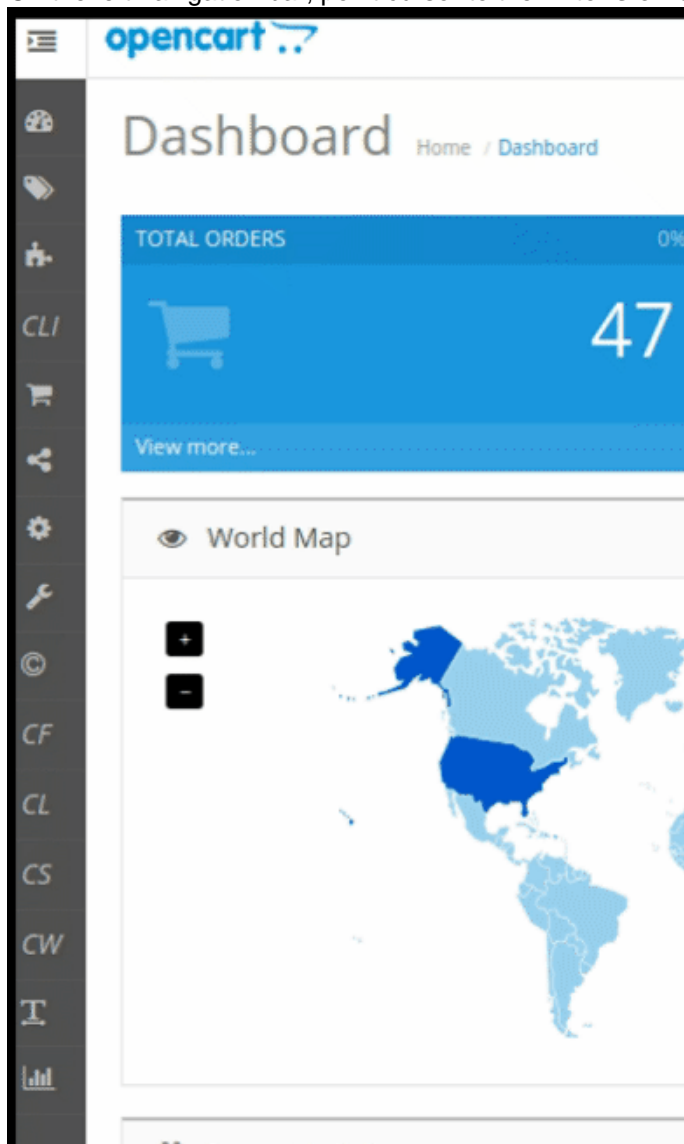 opencart
Dashboard Home / Dashboard
TOTAL ORDERS 0%
CLI
47
View more...
World Map
+
-
CF
CL
CS
CW